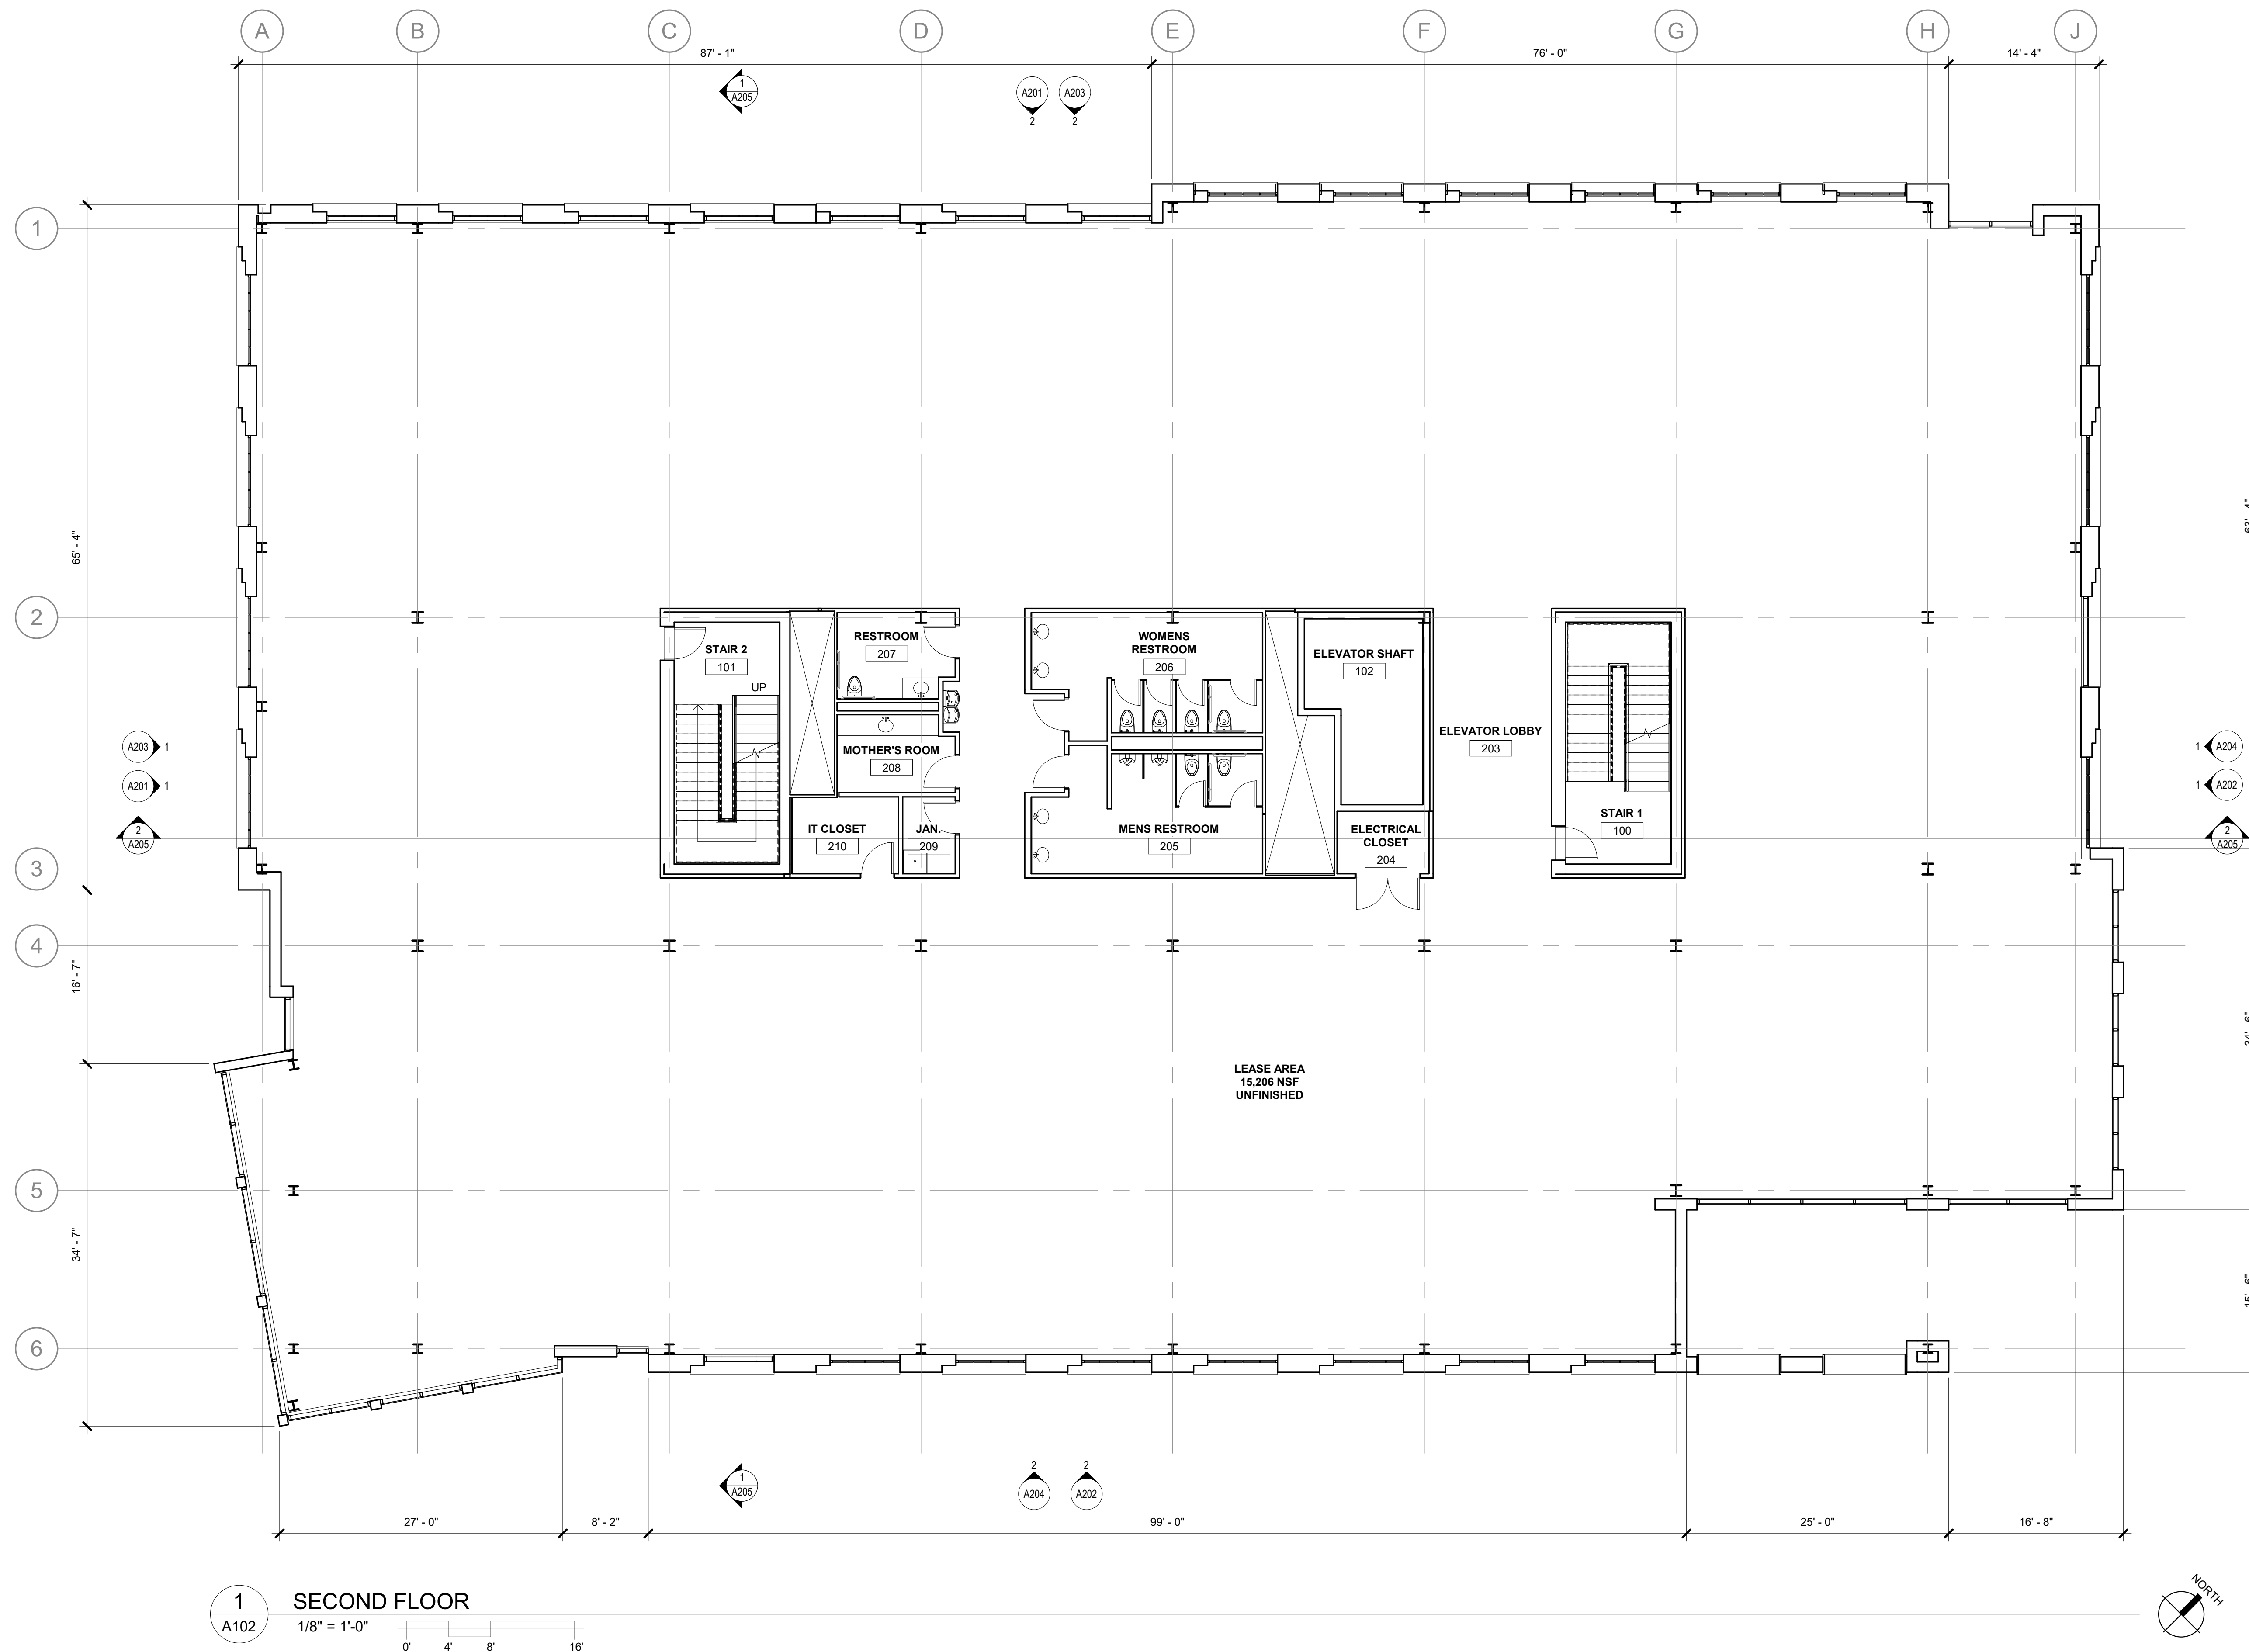 A B C D E F G H J
87' - 1" 76' - 0" 14' - 4"
1
A205
A201 A203
2 2
1
65' - 4"
2
STAIR 2
101
UP
RESTROOM
207
WOMENS
RESTROOM
206
ELEVATOR SHAFT
102
MOTHER'S ROOM
208
ELEVATOR LOBBY
203
A203 1
A201 1
2
A205
1 A204
1 A202
2
A205
IT CLOSET
210
JAN.
209
MENS RESTROOM
205
ELECTRICAL
CLOSET
204
STAIR 1
100
3
4
16' - 7"
LEASE AREA
15,206 NSF
UNFINISHED
5
34' - 7"
6
1
A205
2 2
A204 A202
27' - 0" 8' - 2" 99' - 0" 25' - 0" 16' - 8"
1
A102
SECOND FLOOR
1/8" = 1'-0"
0' 4' 8' 16'
NORTH